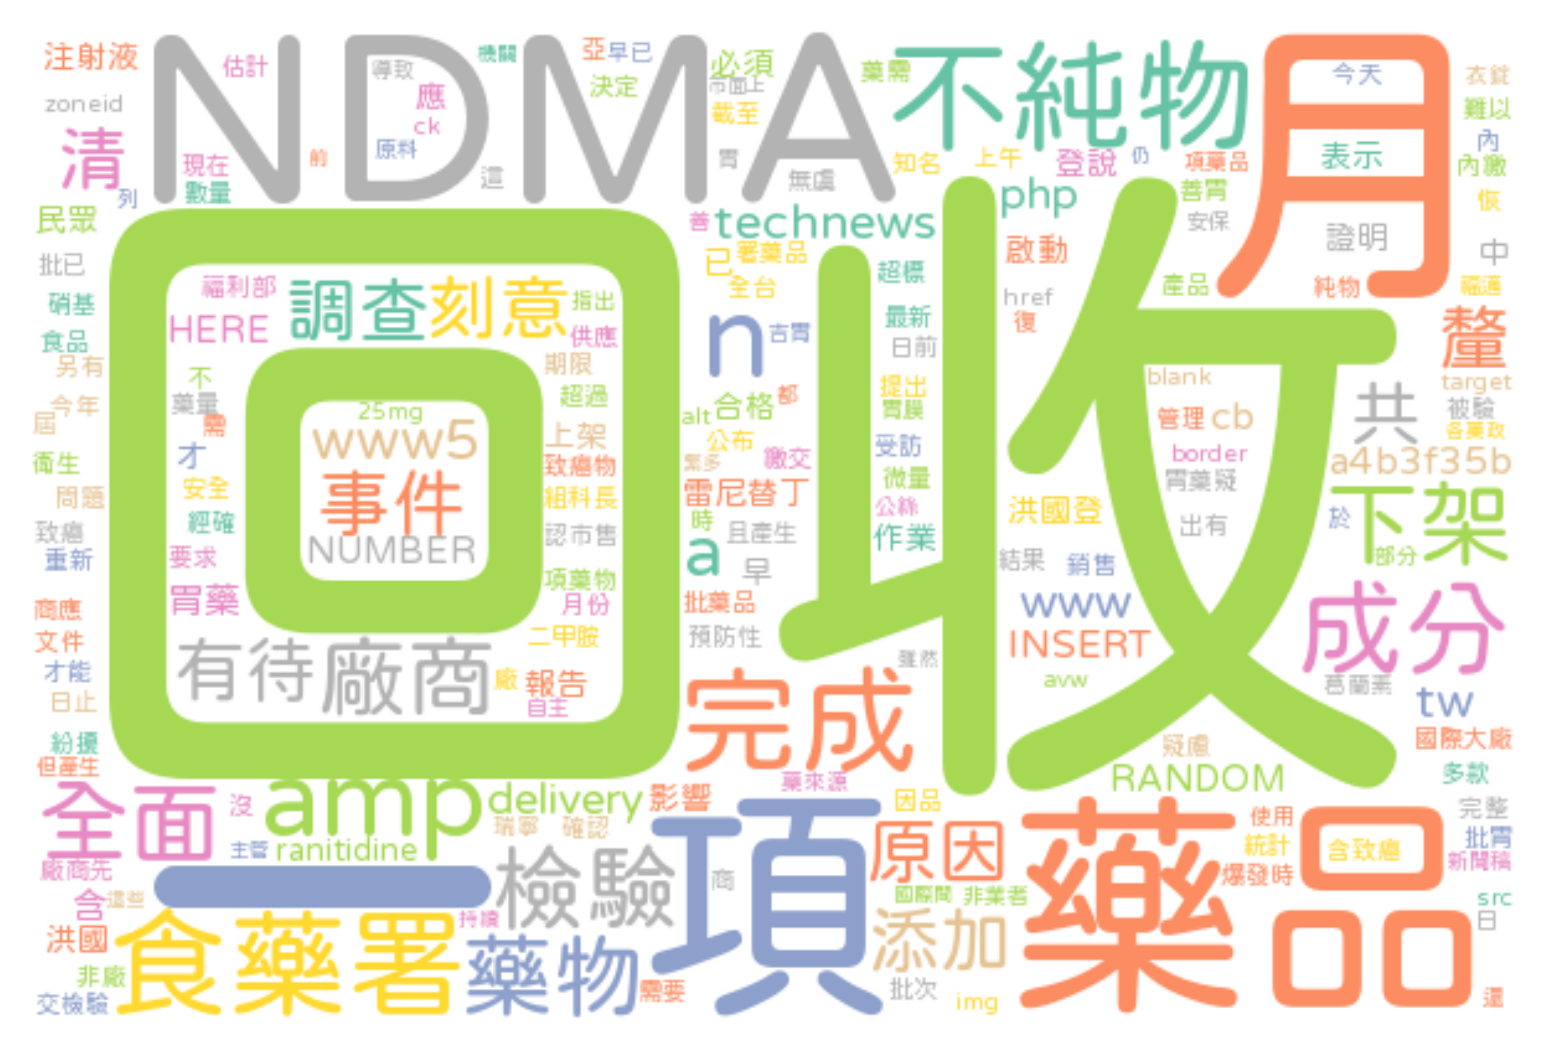 注射液
估計
NDMA
導致
應
ck
原料
機關
這
亞
早已
決定
必須
市面上
截至
胃
無虞
藥需
不純物
知名
上午
登說
仍
項藥品
月
今天
表示
證明
衣錠
難以
內
內繳
恢
中
福適
zoneid
清
列
現在
數量
前
民眾
批已
硝基
食品
另有
今年
屆
衛生
問題
致癌
重新
商應
文件
才能
日止
紛擾
但產生
回收
福利部
HERE
調查
刻意
指出
供應
期限
超過
上架
致癌物
組科長
認市售
項藥物
月份
二甲胺
不
藥量
需
才
安全
經確
要求
胃藥
25mg
www5
事件
NUMBER
有待
廠商
廠
報告
自主
善
technews
已
署藥品
全台
n
吉胃
alt
合格
都
公布
繁多
繳交
雷尼替丁
時
a
且產生
早
批藥品
預防性
超標
最新
日前
提出
胃膜
受訪
微量
公錦
作業
雖然
php
啟動
href
復
善胃
安保
產品
純物
blank
管理
cb
border
胃藥疑
出有
洪國登
結果
銷售
www
INSERT
avw
疑慮
RANDOM
釐
target
共
被驗
各業政
a4b3f35b
於
下架
部分
成分
葛蘭素
tw
國際大廠
多款
完成
藥來源
全面
沒
amp
delivery
影響
瑞寧
確認
主管
ranitidine
廠商先
含
這些
一
檢驗
項
商
因品
原因
國際間
非業者
添加
批次
img
藥品
使用
統計
爆發時
含致癌
完整
批胃
新聞稿
src
日
還
洪國
非廠
交檢驗
食藥署
持續
藥物
需要